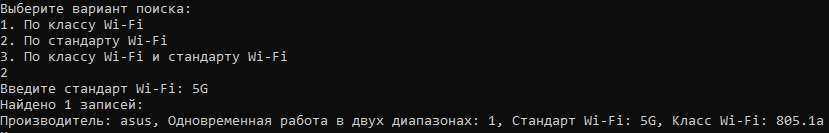 Выберите вариант поиска:
1. По классу Wi-Fi
2. По стандарту Wi-Fi
3. По классу Wi-Fi и стандарту Wi-Fi
2
Введите стандарт Wi-Fi: 5G
Найдено 1 записей:
Производитель: asus, Одновременная работа в двух диапазонах: 1, Стандарт Wi-Fi: 5G, Класс Wi-Fi: 805.1a